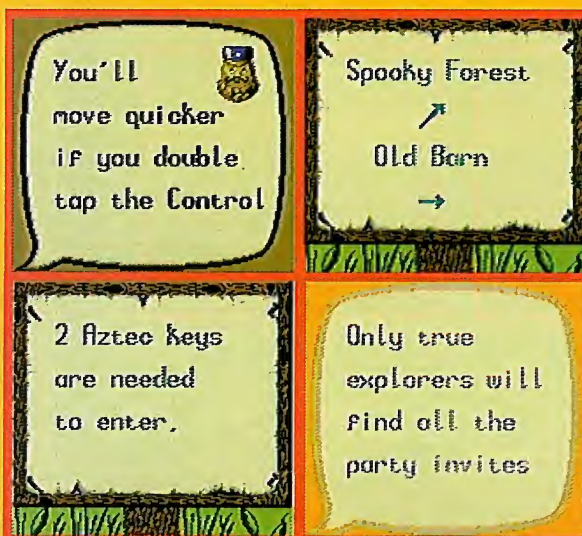 You'll
move quicker
if you double
tap the Control
Spooky Forest
Old Barn
2 Aztec keys
are needed
to enter.
Only true
explorers will
find all the
party invites